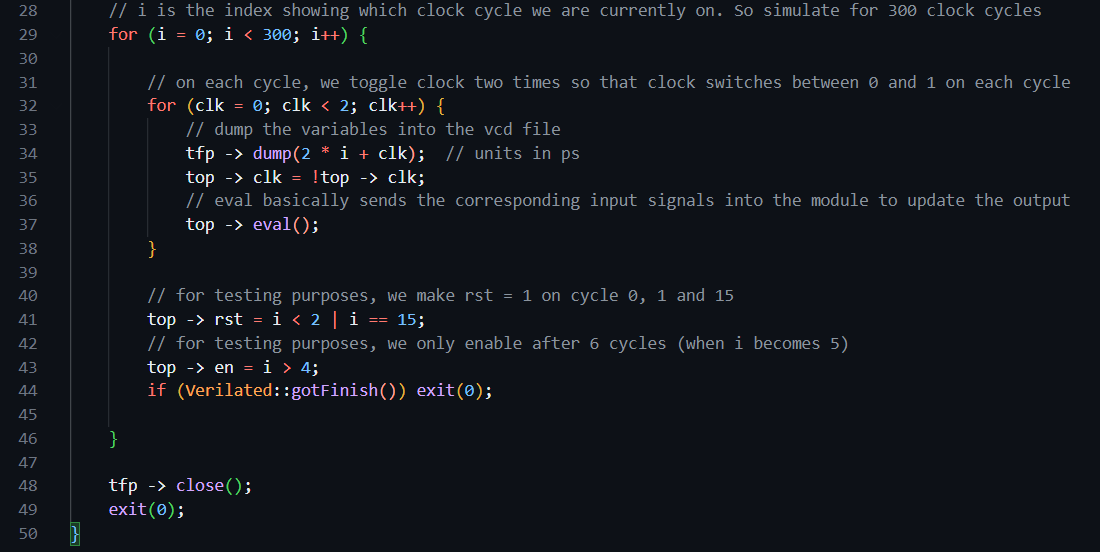 28 // i is the index showing which clock cycle we are currently on. So simulate for 300 clock cycles
29 for (i = 0; i < 300; i++) {
30
31 // on each cycle, we toggle clock two times so that clock switches between 0 and 1 on each cycle
32 for (clk = 0; clk < 2; clk++) {
33 // dump the variables into the vcd file
34 tfp -> dump(2 * i + clk);  // units in ps
35 top -> clk = !top -> clk;
36 // eval basically sends the corresponding input signals into the module to update the output
37 top -> eval();
38 }
39
40 // for testing purposes, we make rst = 1 on cycle 0, 1 and 15
41 top -> rst = i < 2 | i == 15;
42 // for testing purposes, we only enable after 6 cycles (when i becomes 5)
43 top -> en = i > 4;
44 if (Verilated::gotFinish()) exit(0);
45
46 }
47
48 tfp -> close();
49 exit(0);
50 }